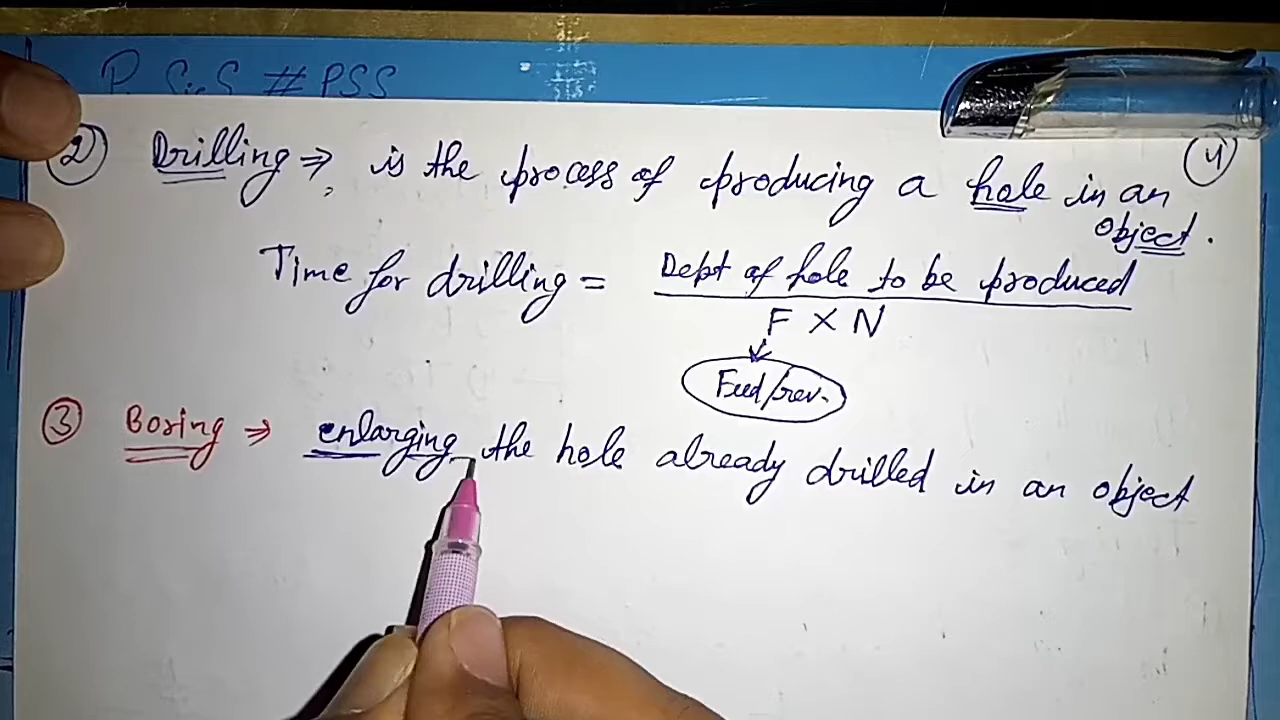 P. SirS # PSS
(4)
(2) Drilling ⇒ is the process of producing a hole in an
object.
Time for drilling = Dept of hole to be produced
F × N
Feed/rev.
(3) Boring ⇒ enlarging the hole already drilled in an object